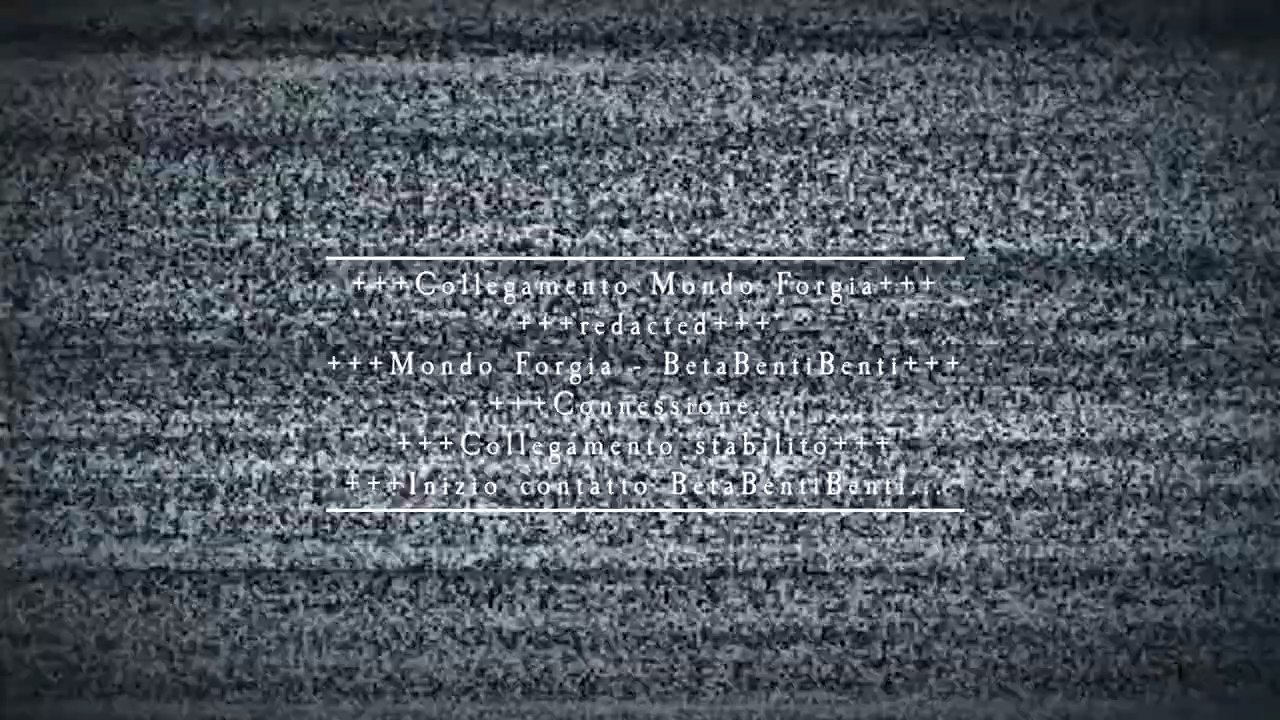 +++Collegamento Mondo Forgia+++
+++redacted+++
+++Mondo Forgia - BetaBentiBenti+++
+++Connessione....
+++Collegamento stabilito+++
+++Inizio contatto BetaBentiBenti...